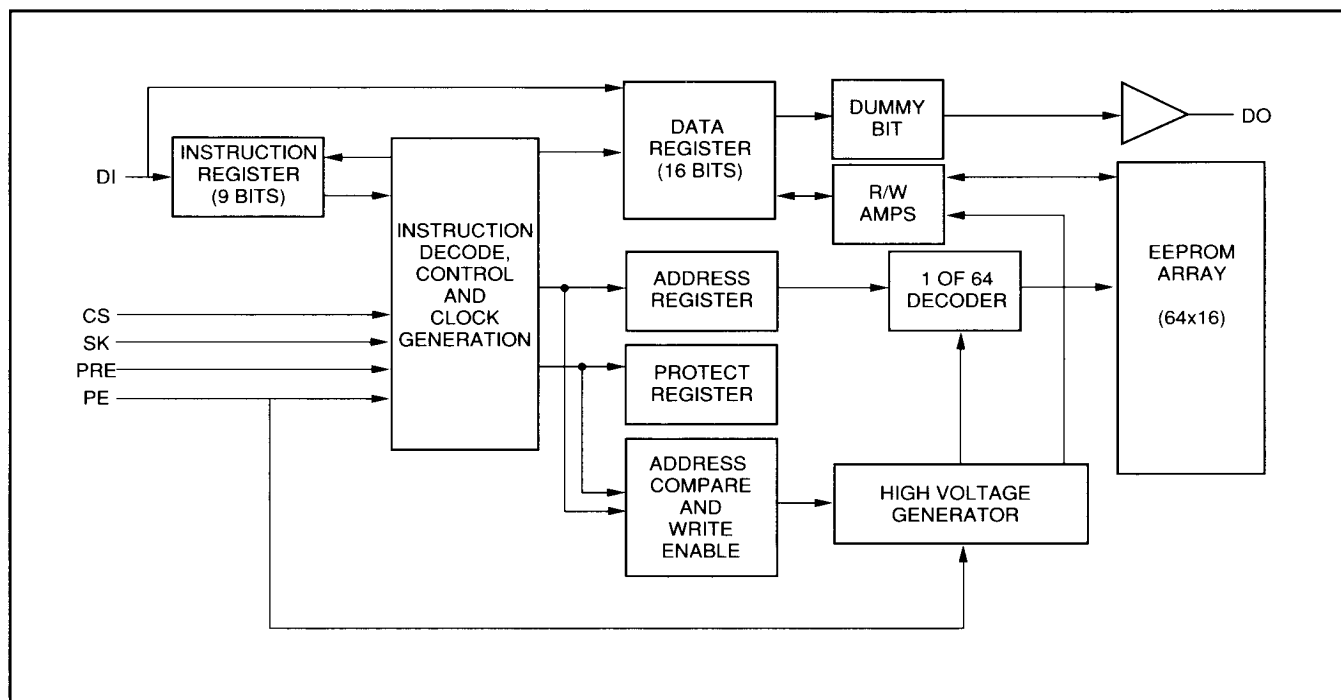 DI
INSTRUCTION
REGISTER
(9 BITS)
CS
SK
PRE
PE
INSTRUCTION
DECODE,
CONTROL
AND
CLOCK
GENERATION
DATA
REGISTER
(16 BITS)
DUMMY
BIT
DO
R/W
AMPS
ADDRESS
REGISTER
1 OF 64
DECODER
EEPROM
ARRAY
(64x16)
PROTECT
REGISTER
ADDRESS
COMPARE
AND
WRITE
ENABLE
HIGH VOLTAGE
GENERATOR